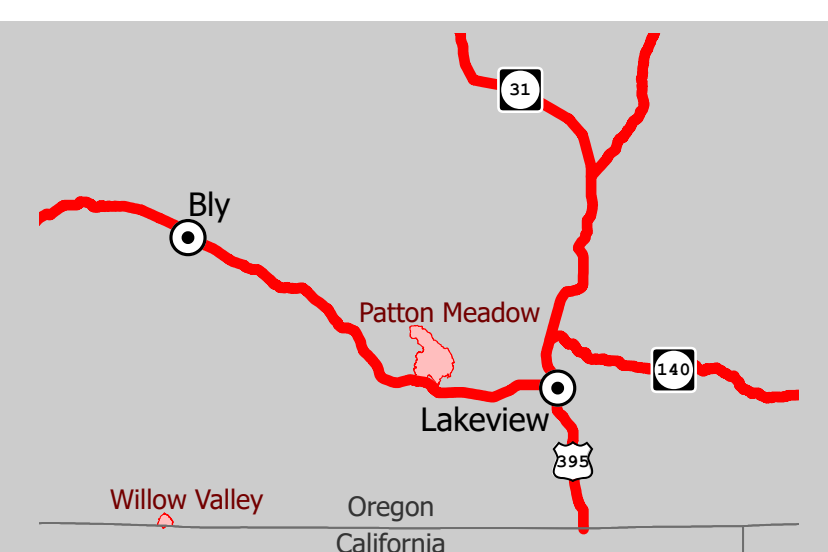 31
Bly
Patton Meadow
140
Lakeview
395
Willow Valley
Oregon
California